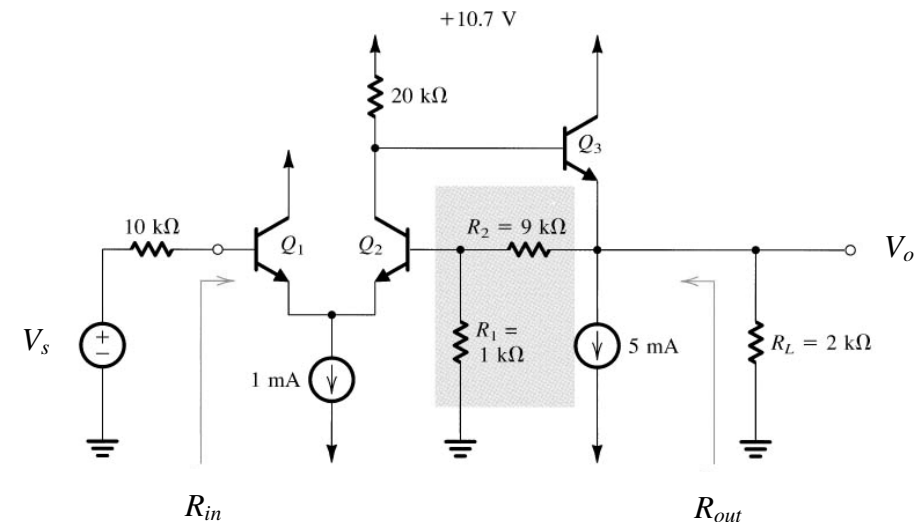 +10.7 V
20 kΩ
Q3
10 kΩ
Q1
Q2
R2 = 9 kΩ
Vo
Vs
+
−
R1 =
1 kΩ
5 mA
RL = 2 kΩ
1 mA
Rin
Rout